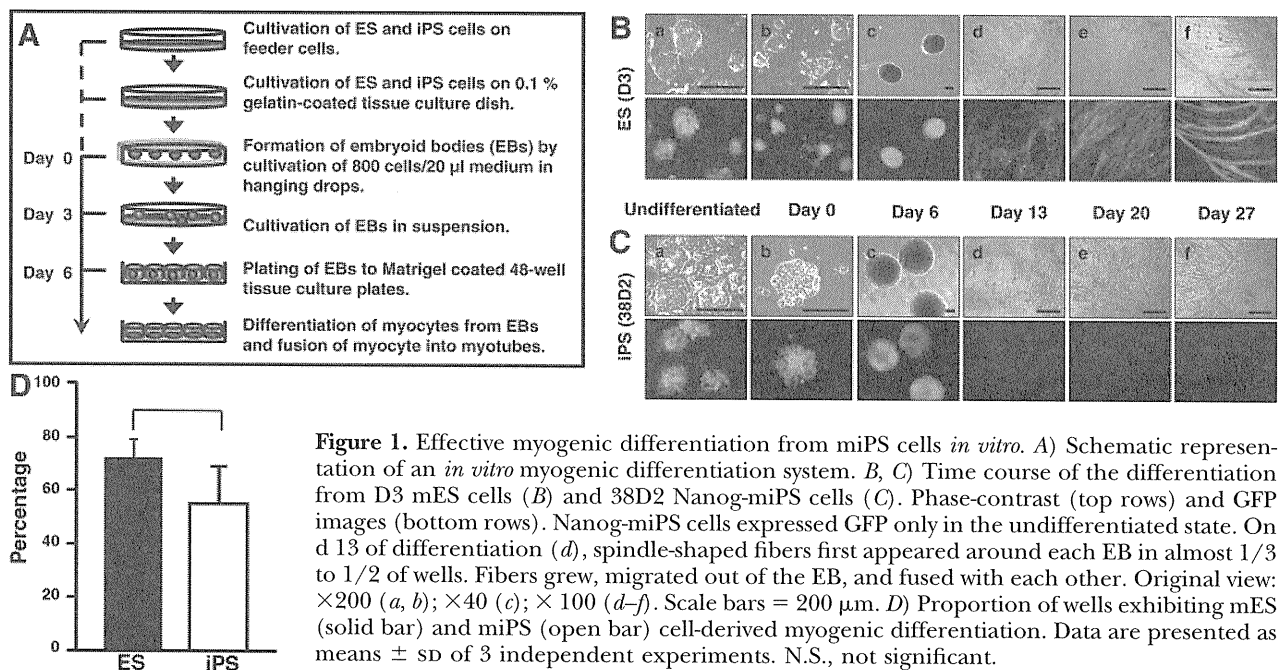 A
Cultivation of ES and iPS cells on
feeder cells.
Cultivation of ES and iPS cells on 0.1 %
gelatin-coated tissue culture dish.
Day 0
Formation of embryoid bodies (EBs) by
cultivation of 800 cells/20 µl medium in
hanging drops.
Day 3
Cultivation of EBs in suspension.
Day 6
Plating of EBs to Matrigel coated 48-well
tissue culture plates.
Differentiation of myocytes from EBs
and fusion of myocyte into myotubes.
B
ES (D3)
a b c d e f
Undifferentiated Day 0 Day 6 Day 13 Day 20 Day 27
C
iPS (38D2)
a b c d e f
D
Percentage
100
80
60
40
20
0
ES iPS
Figure 1. Effective myogenic differentiation from miPS cells in vitro. A) Schematic represen-
tation of an in vitro myogenic differentiation system. B, C) Time course of the differentiation
from D3 mES cells (B) and 38D2 Nanog-miPS cells (C). Phase-contrast (top rows) and GFP
images (bottom rows). Nanog-miPS cells expressed GFP only in the undifferentiated state. On
d 13 of differentiation (d), spindle-shaped fibers first appeared around each EB in almost 1/3
to 1/2 of wells. Fibers grew, migrated out of the EB, and fused with each other. Original view:
×200 (a, b); ×40 (c); × 100 (d–f). Scale bars = 200 µm. D) Proportion of wells exhibiting mES
(solid bar) and miPS (open bar) cell-derived myogenic differentiation. Data are presented as
means ± SD of 3 independent experiments. N.S., not significant.